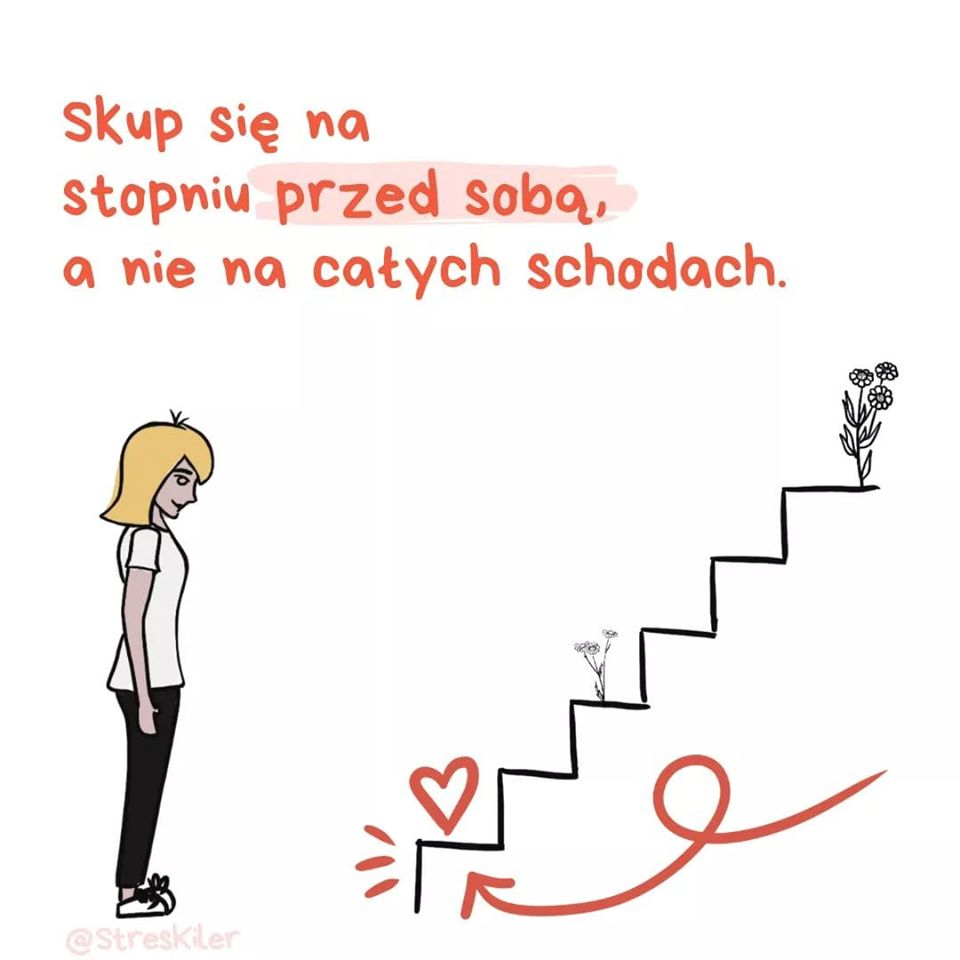 Skup się na
stopniu przed sobą,
a nie na całych schodach.
@StresKiler